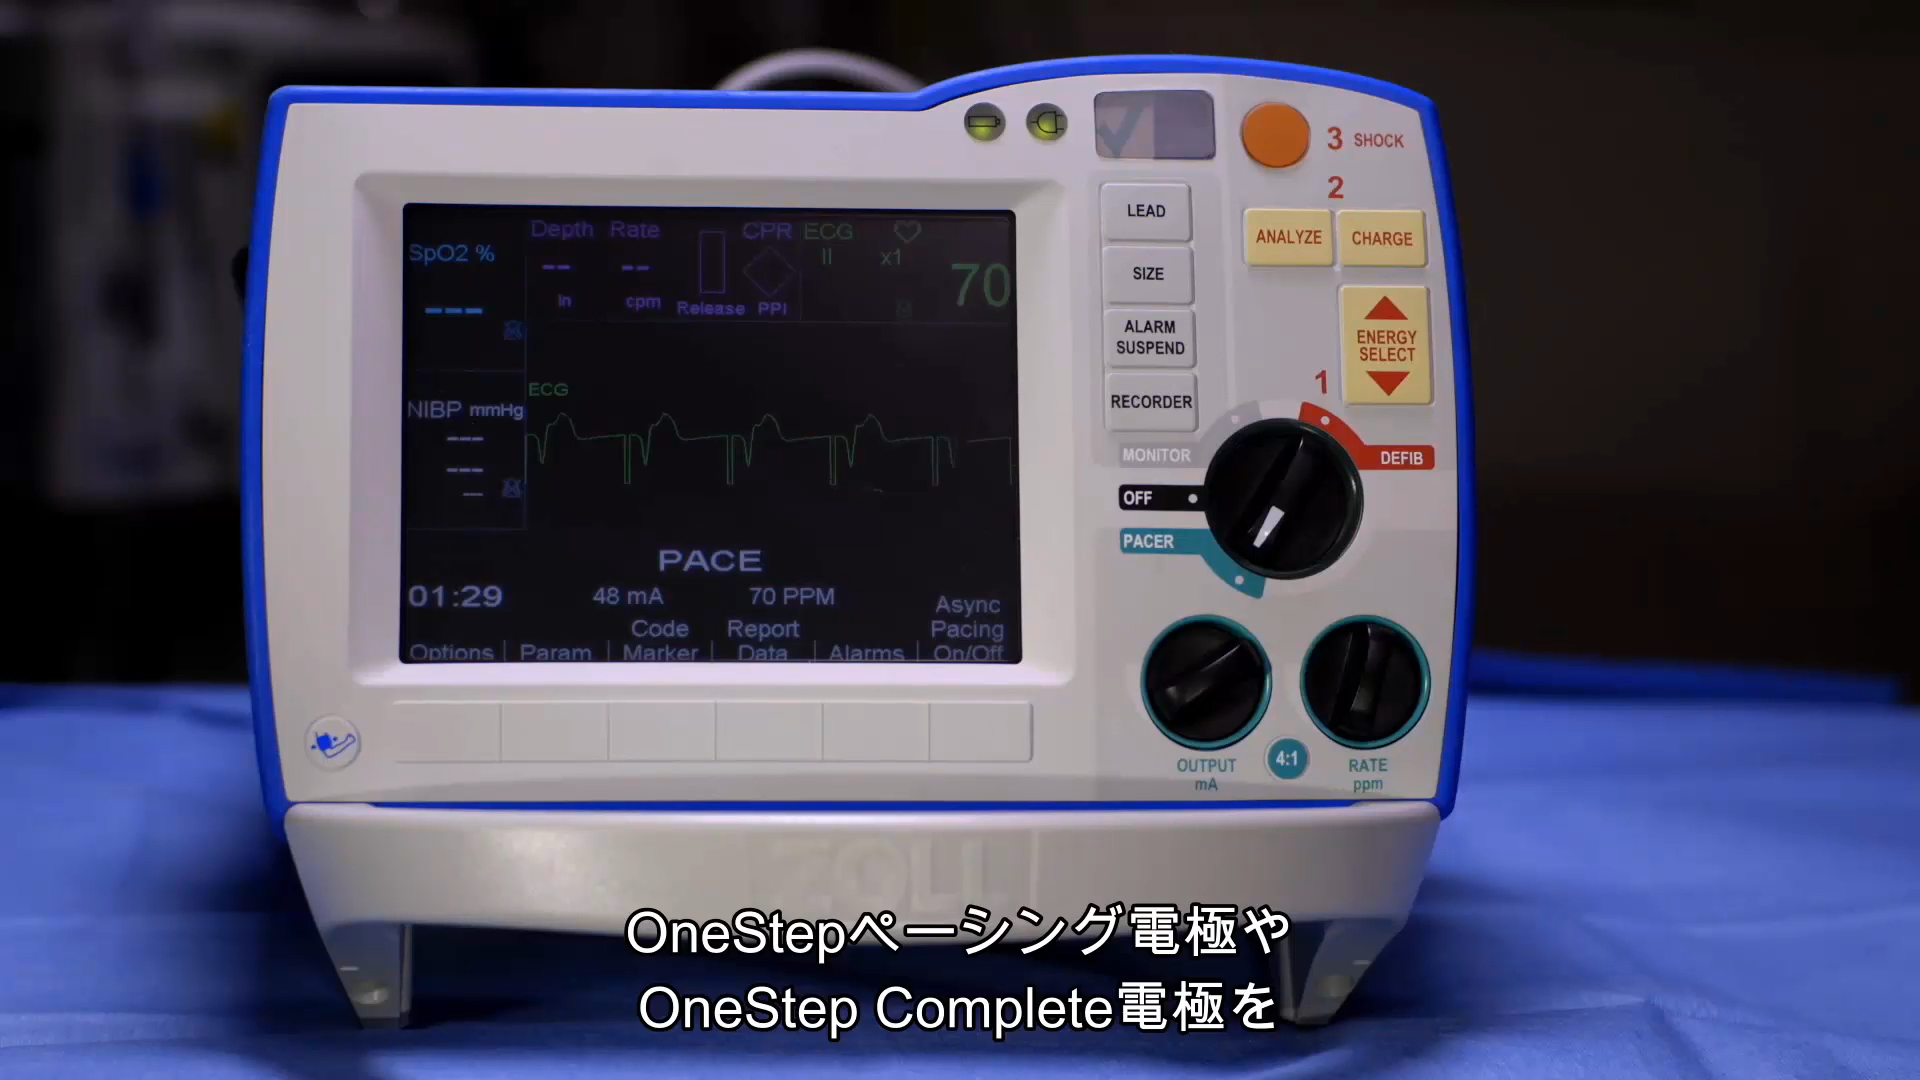 3 SHOCK
2
LEAD
ANALYZE
CHARGE
SIZE
ALARM
SUSPEND
ENERGY
SELECT
RECORDER
1
MONITOR
DEFIB
OFF
PACER
OUTPUT
mA
4:1
RATE
ppm
Depth Rate CPR ECG
SpO2 %
-- -- II x1
70
in cpm Release PPI
---
ECG
NIBP mmHg
---
---
--
PACE
01:29 48 mA 70 PPM
Async
Code Report Pacing
Options Param Marker Data Alarms On/Off
ZOLL
OneStepペーシング電極や
OneStep Complete電極を